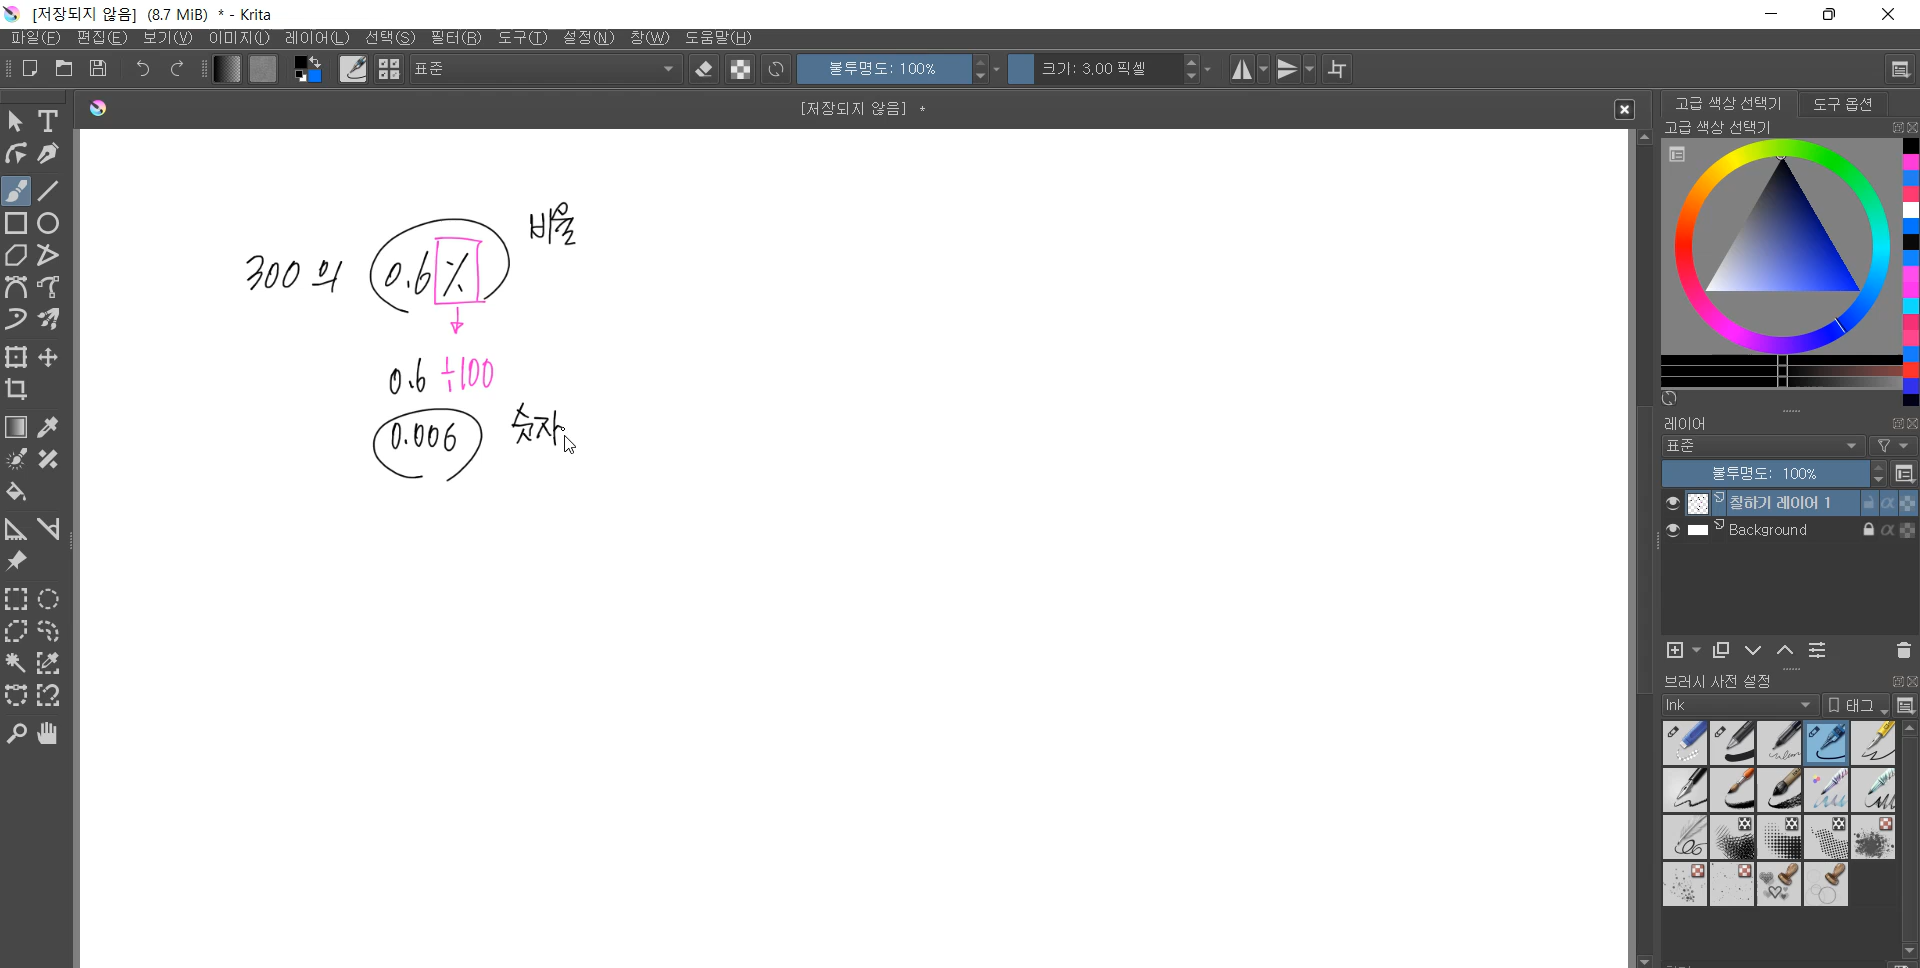 [저장되지 않음] (8.7 MiB) * - Krita
파일(F) 편집(E) 보기(V) 이미지(I) 레이어(L) 선택(S) 필터(R) 도구(T) 설정(N) 창(W) 도움말(H)
표준 불투명도: 100% 크기: 3.00 픽셀
[저장되지 않음] *
고급 색상 선택기 도구 옵션
고급 색상 선택기
비율
300 의 0.6%
0.6 ÷100
0.006 숫자
레이어
표준
불투명도: 100%
칠하기 레이어 1
Background
브러시 사전 설정
Ink 태그